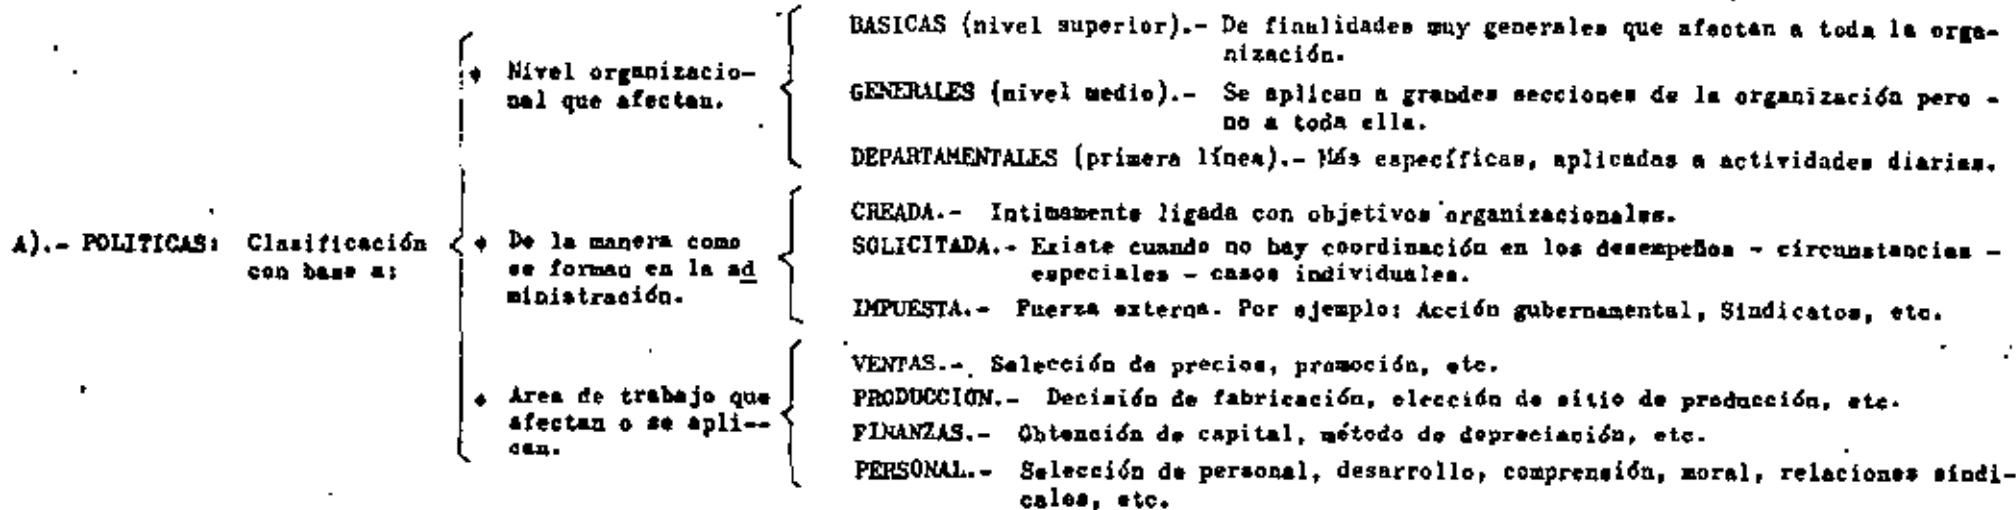 BASICAS (nivel superior).- De finalidades muy generales que afectan a toda la orga-
nización.
♦ Nivel organizacio-
nal que afectan.
GENERALES (nivel medio).- Se aplican a grandes secciones de la organización pero -
no a toda ella.
DEPARTAMENTALES (primera línea).- Más específicas, aplicadas a actividades diarias.
A).- POLITICAS: Clasificación
con base a:
♦ De la manera como
se forman en la ad
ministración.
CREADA.- Intimamente ligada con objetivos organizacionales.
SOLICITADA.- Existe cuando no hay coordinación en los desempeños - circunstancias -
especiales - casos individuales.
IMPUESTA.- Fuerza externa. Por ejemplo: Acción gubernamental, Sindicatos, etc.
♦ Area de trabajo que
afectan o se apli--
can.
VENTAS.- Selección de precios, promoción, etc.
PRODUCCION.- Decisión de fabricación, elección de sitio de producción, etc.
FINANZAS.- Obtención de capital, método de depreciación, etc.
PERSONAL.- Selección de personal, desarrollo, comprensión, moral, relaciones sindi-
cales, etc.